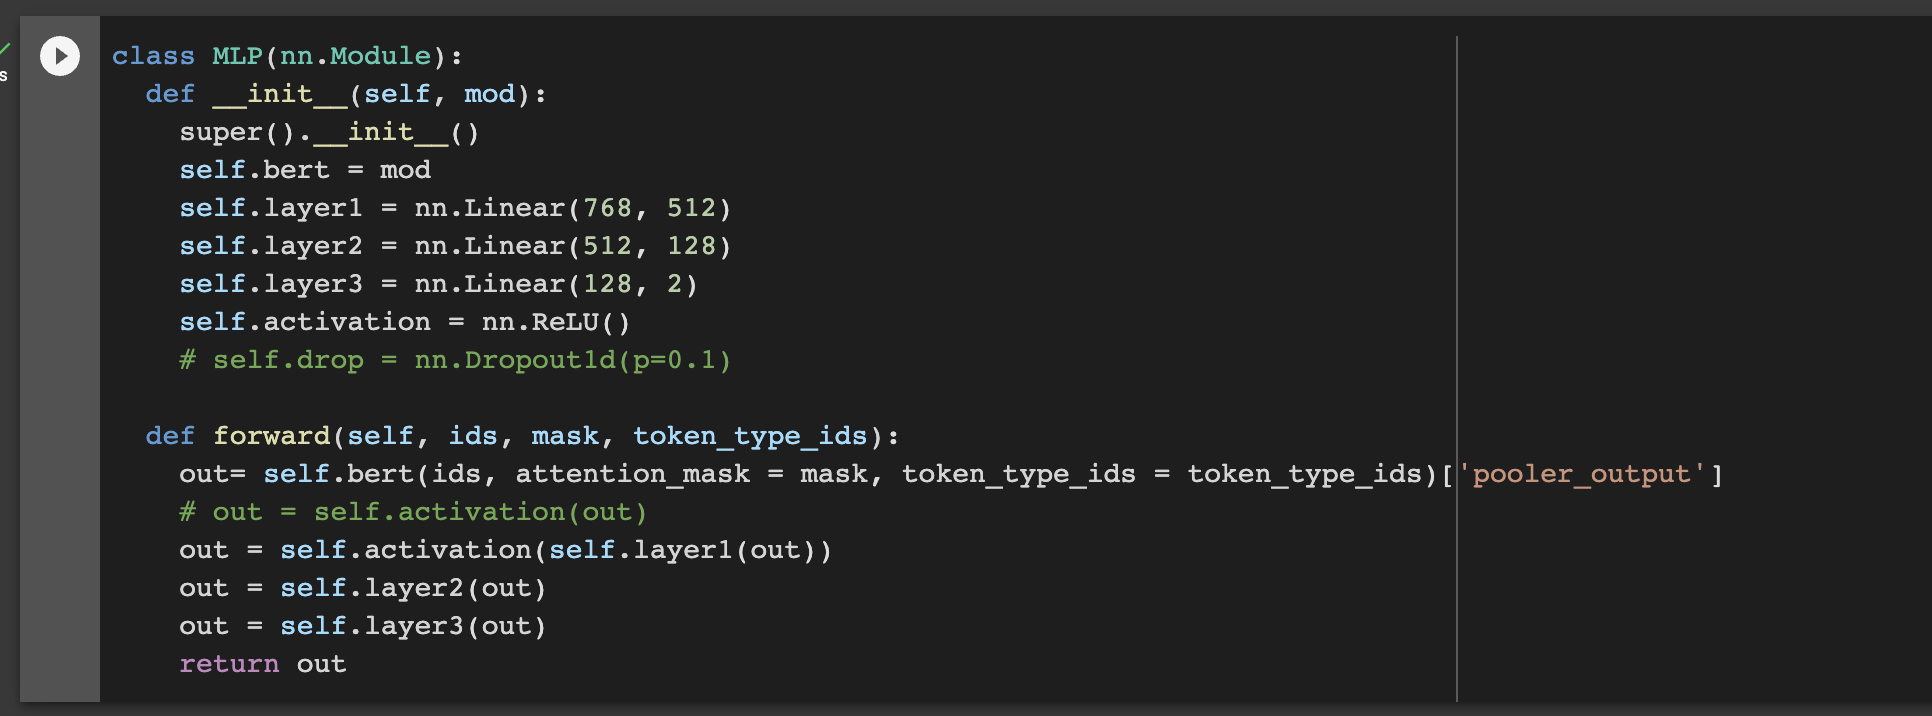 s
class MLP(nn.Module):
  def __init__(self, mod):
    super().__init__()
    self.bert = mod
    self.layer1 = nn.Linear(768, 512)
    self.layer2 = nn.Linear(512, 128)
    self.layer3 = nn.Linear(128, 2)
    self.activation = nn.ReLU()
    # self.drop = nn.Dropout1d(p=0.1)

  def forward(self, ids, mask, token_type_ids):
    out= self.bert(ids, attention_mask = mask, token_type_ids = token_type_ids)['pooler_output']
    # out = self.activation(out)
    out = self.activation(self.layer1(out))
    out = self.layer2(out)
    out = self.layer3(out)
    return out